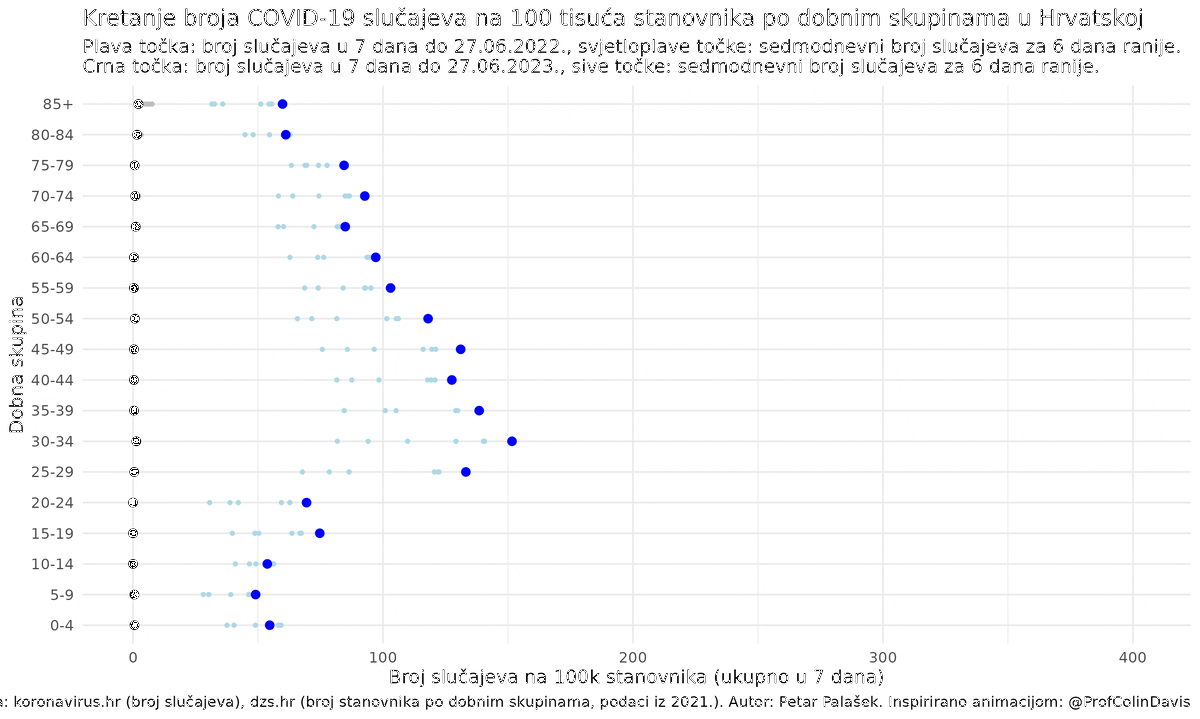 Kretanje broja COVID-19 slučajeva na 100 tisuća stanovnika po dobnim skupinama u Hrvatskoj
Plava točka: broj slučajeva u 7 dana do 27.06.2022., svjetloplave točke: sedmodnevni broj slučajeva za 6 dana ranije.
Crna točka: broj slučajeva u 7 dana do 27.06.2023., sive točke: sedmodnevni broj slučajeva za 6 dana ranije.
Dobna skupina
85+
80-84
75-79
70-74
65-69
60-64
55-59
50-54
45-49
40-44
35-39
30-34
25-29
20-24
15-19
10-14
5-9
0-4
0 100 200 300 400
Broj slučajeva na 100k stanovnika (ukupno u 7 dana)
a: koronavirus.hr (broj slučajeva), dzs.hr (broj stanovnika po dobnim skupinama, podaci iz 2021.). Autor: Petar Palašek. Inspirirano animacijom: @ProfColinDavis